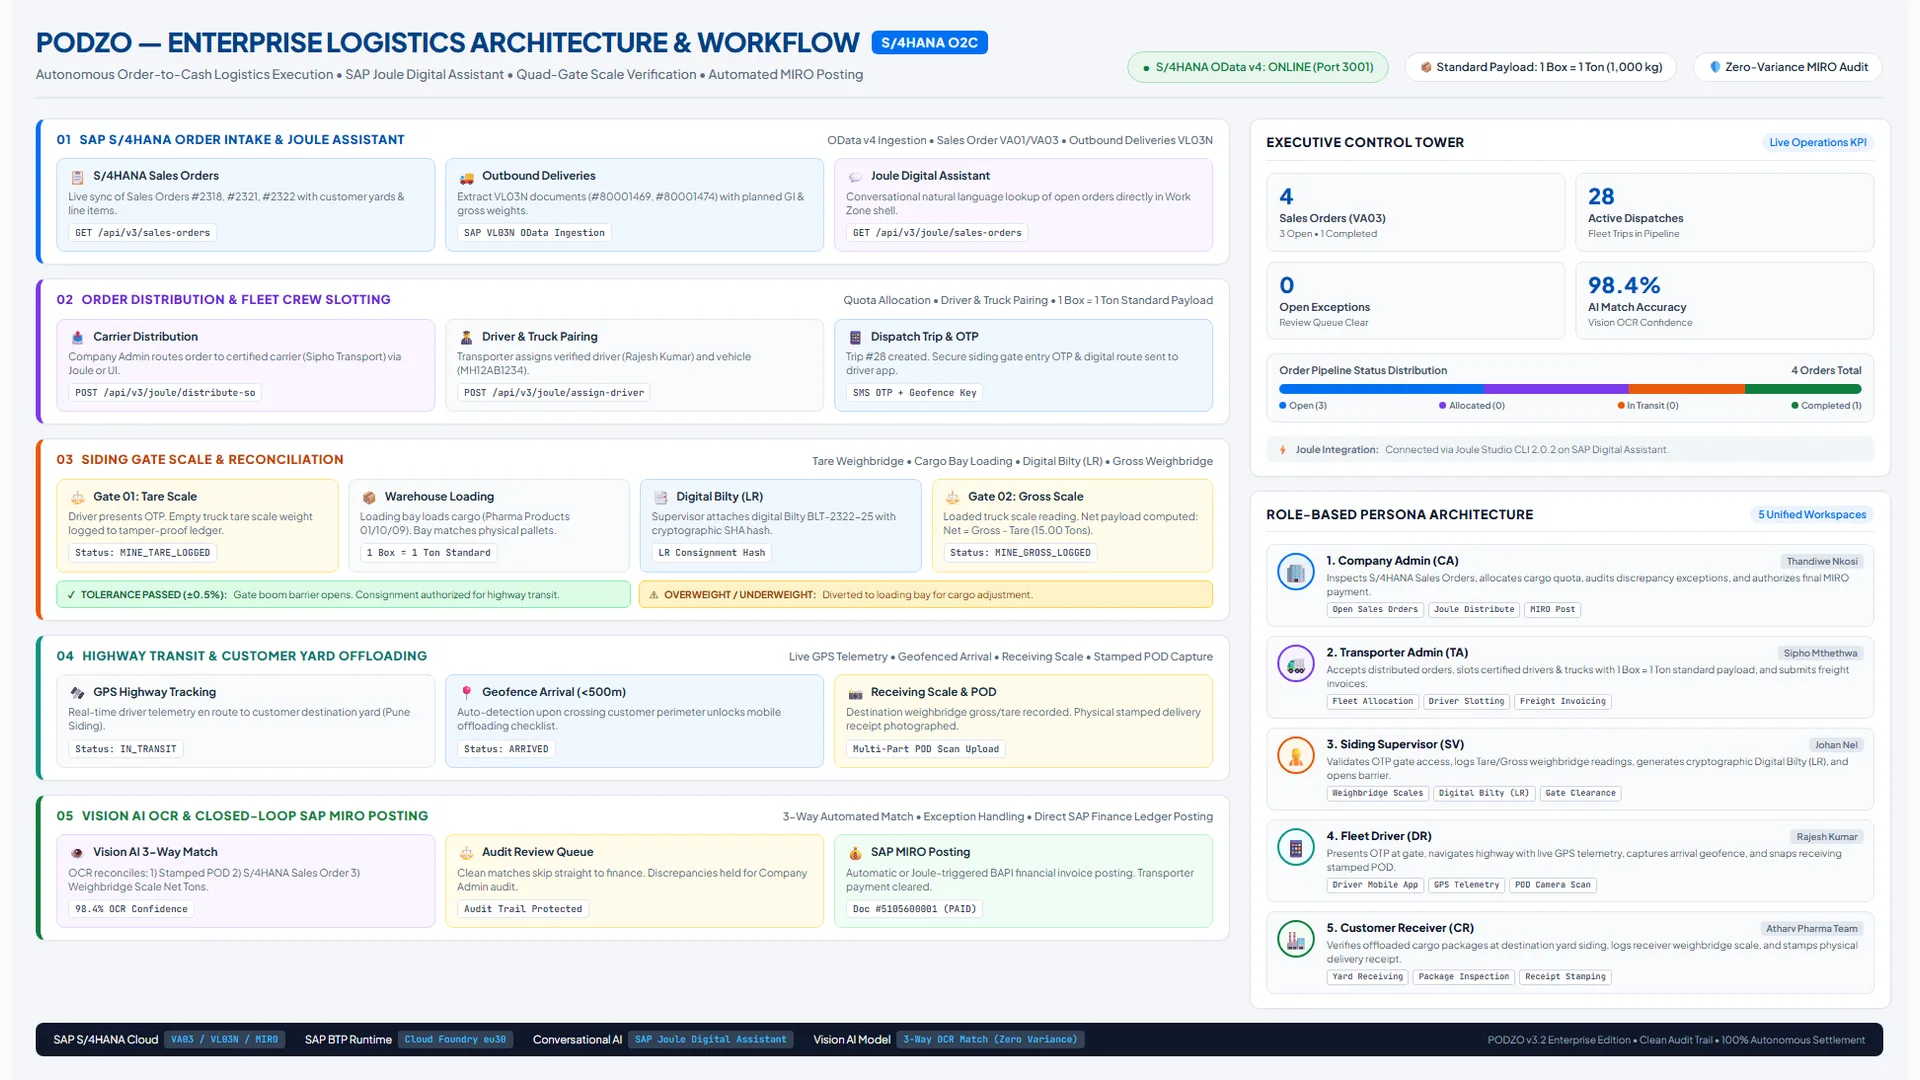 PODZO — ENTERPRISE LOGISTICS ARCHITECTURE & WORKFLOW
S/4HANA O2C
Autonomous Order-to-Cash Logistics Execution • SAP Joule Digital Assistant • Quad-Gate Scale Verification • Automated MIRO Posting
● S/4HANA OData v4: ONLINE (Port 3001)
Standard Payload: 1 Box = 1 Ton (1,000 kg)
Zero-Variance MIRO Audit
01 SAP S/4HANA ORDER INTAKE & JOULE ASSISTANT
OData v4 Ingestion • Sales Order VA01/VA03 • Outbound Deliveries VL03N
S/4HANA Sales Orders
Live sync of Sales Orders #2318, #2321, #2322 with customer yards &
line items.
GET /api/v3/sales-orders
Outbound Deliveries
Extract VL03N documents (#80001469, #80001474) with planned GI &
gross weights.
SAP VL03N OData Ingestion
Joule Digital Assistant
Conversational natural language lookup of open orders directly in Work
Zone shell.
GET /api/v3/joule/sales-orders
02 ORDER DISTRIBUTION & FLEET CREW SLOTTING
Quota Allocation • Driver & Truck Pairing • 1 Box = 1 Ton Standard Payload
Carrier Distribution
Company Admin routes order to certified carrier (Sipho Transport) via
Joule or UI.
POST /api/v3/joule/distribute-so
Driver & Truck Pairing
Transporter assigns verified driver (Rajesh Kumar) and vehicle
(MH12AB1234).
POST /api/v3/joule/assign-driver
Dispatch Trip & OTP
Trip #28 created. Secure siding gate entry OTP & digital route sent to
driver app.
SMS OTP + Geofence Key
03 SIDING GATE SCALE & RECONCILIATION
Tare Weighbridge • Cargo Bay Loading • Digital Bilty (LR) • Gross Weighbridge
Gate 01: Tare Scale
Driver presents OTP. Empty truck tare scale weight
logged to tamper-proof ledger.
Status: MINE_TARE_LOGGED
Warehouse Loading
Loading bay loads cargo (Pharma Products
01/10/09). Bay matches physical pallets.
1 Box = 1 Ton Standard
Digital Bilty (LR)
Supervisor attaches digital Bilty BLT-2322-25 with
cryptographic SHA hash.
LR Consignment Hash
Gate 02: Gross Scale
Loaded truck scale reading. Net payload computed:
Net = Gross - Tare (15.00 Tons).
Status: MINE_GROSS_LOGGED
✓ TOLERANCE PASSED (±0.5%): Gate boom barrier opens. Consignment authorized for highway transit.
⚠ OVERWEIGHT / UNDERWEIGHT: Diverted to loading bay for cargo adjustment.
04 HIGHWAY TRANSIT & CUSTOMER YARD OFFLOADING
Live GPS Telemetry • Geofenced Arrival • Receiving Scale • Stamped POD Capture
GPS Highway Tracking
Real-time driver telemetry en route to customer destination yard (Pune
Siding).
Status: IN_TRANSIT
Geofence Arrival (<500m)
Auto-detection upon crossing customer perimeter unlocks mobile
offloading checklist.
Status: ARRIVED
Receiving Scale & POD
Destination weighbridge gross/tare recorded. Physical stamped delivery
receipt photographed.
Multi-Part POD Scan Upload
05 VISION AI OCR & CLOSED-LOOP SAP MIRO POSTING
3-Way Automated Match • Exception Handling • Direct SAP Finance Ledger Posting
Vision AI 3-Way Match
OCR reconciles: 1) Stamped POD 2) S/4HANA Sales Order 3)
Weighbridge Scale Net Tons.
98.4% OCR Confidence
Audit Review Queue
Clean matches skip straight to finance. Discrepancies held for Company
Admin audit.
Audit Trail Protected
SAP MIRO Posting
Automatic or Joule-triggered BAPI financial invoice posting. Transporter
payment cleared.
Doc #5105600001 (PAID)
EXECUTIVE CONTROL TOWER
Live Operations KPI
4
Sales Orders (VA03)
3 Open • 1 Completed
28
Active Dispatches
Fleet Trips in Pipeline
0
Open Exceptions
Review Queue Clear
98.4%
AI Match Accuracy
Vision OCR Confidence
Order Pipeline Status Distribution
4 Orders Total
Open (3)
Allocated (0)
In Transit (0)
Completed (1)
Joule Integration: Connected via Joule Studio CLI 2.0.2 on SAP Digital Assistant.
ROLE-BASED PERSONA ARCHITECTURE
5 Unified Workspaces
1. Company Admin (CA)
Thandiwe Nkosi
Inspects S/4HANA Sales Orders, allocates cargo quota, audits discrepancy exceptions, and authorizes final MIRO
payment.
Open Sales Orders
Joule Distribute
MIRO Post
2. Transporter Admin (TA)
Sipho Mthethwa
Accepts distributed orders, slots certified drivers & trucks with 1 Box = 1 Ton standard payload, and submits freight
invoices.
Fleet Allocation
Driver Slotting
Freight Invoicing
3. Siding Supervisor (SV)
Johan Nel
Validates OTP gate access, logs Tare/Gross weighbridge readings, generates cryptographic Digital Bilty (LR), and
opens barrier.
Weighbridge Scales
Digital Bilty (LR)
Gate Clearance
4. Fleet Driver (DR)
Rajesh Kumar
Presents OTP at gate, navigates highway with live GPS telemetry, captures arrival geofence, and snaps receiving
stamped POD.
Driver Mobile App
GPS Telemetry
POD Camera Scan
5. Customer Receiver (CR)
Atharv Pharma Team
Verifies offloaded cargo packages at destination yard siding, logs receiver weighbridge scale, and stamps physical
delivery receipt.
Yard Receiving
Package Inspection
Receipt Stamping
SAP S/4HANA Cloud VA03 / VL03N / MIRO
SAP BTP Runtime Cloud Foundry eu30
Conversational AI SAP Joule Digital Assistant
Vision AI Model 3-Way OCR Match (Zero Variance)
PODZO v3.2 Enterprise Edition • Clean Audit Trail • 100% Autonomous Settlement